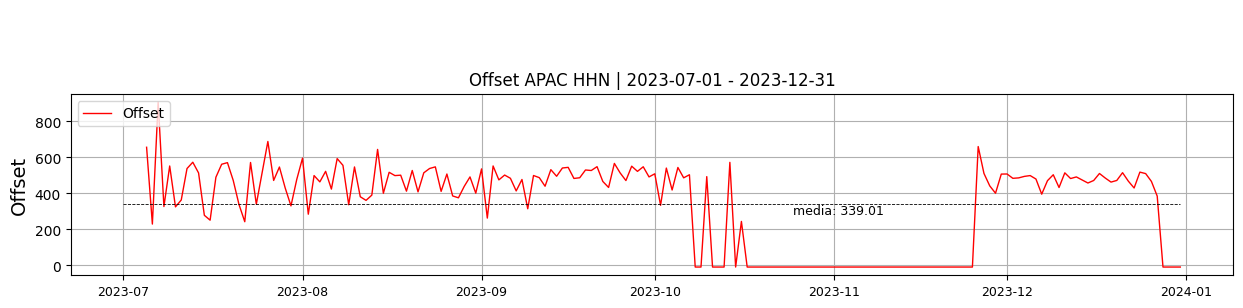 Offset APAC HHN | 2023-07-01 - 2023-12-31
Offset
Offset
800
600
400
200
0
media: 339.01
2023-07 2023-08 2023-09 2023-10 2023-11 2023-12 2024-01